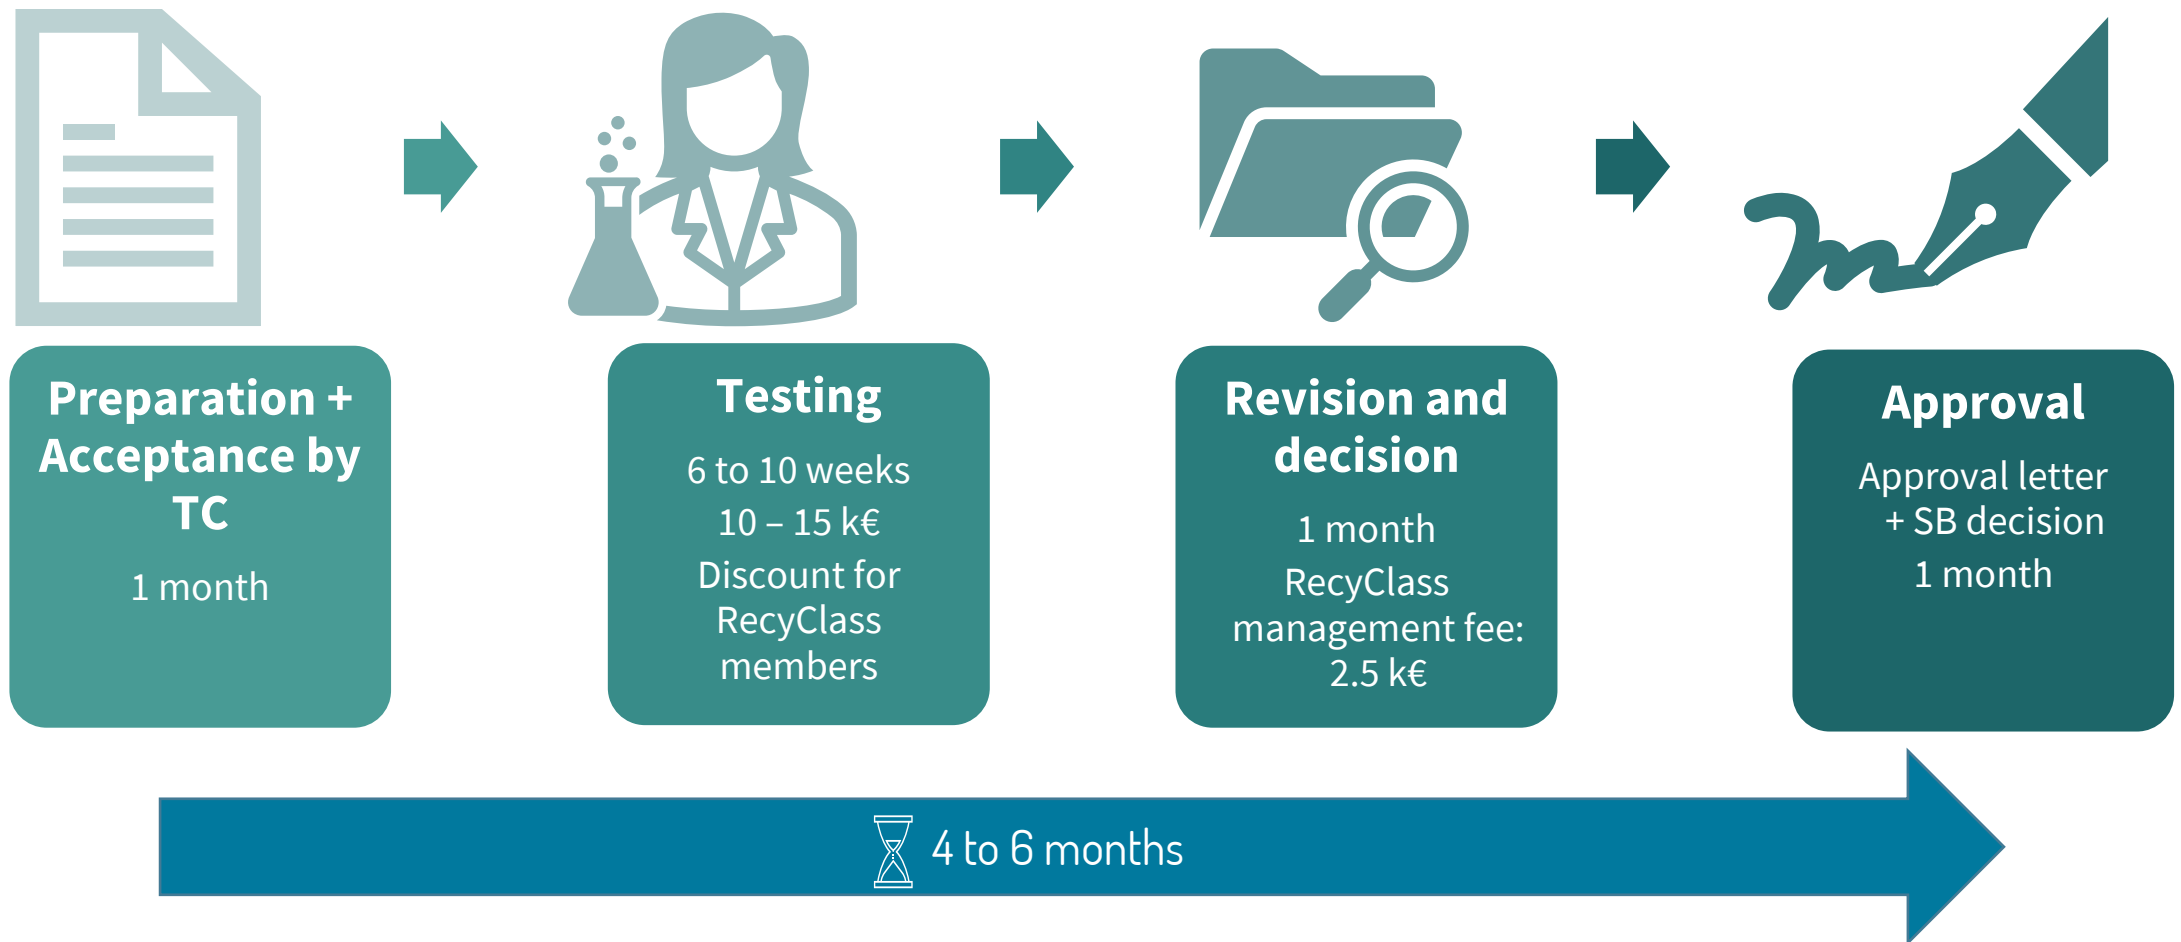 Preparation +
Acceptance by
TC
1 month
Testing
6 to 10 weeks
10 – 15 k€
Discount for
RecyClass
members
Revision and
decision
1 month
RecyClass
management fee:
2.5 k€
Approval
Approval letter
+ SB decision
1 month
4 to 6 months